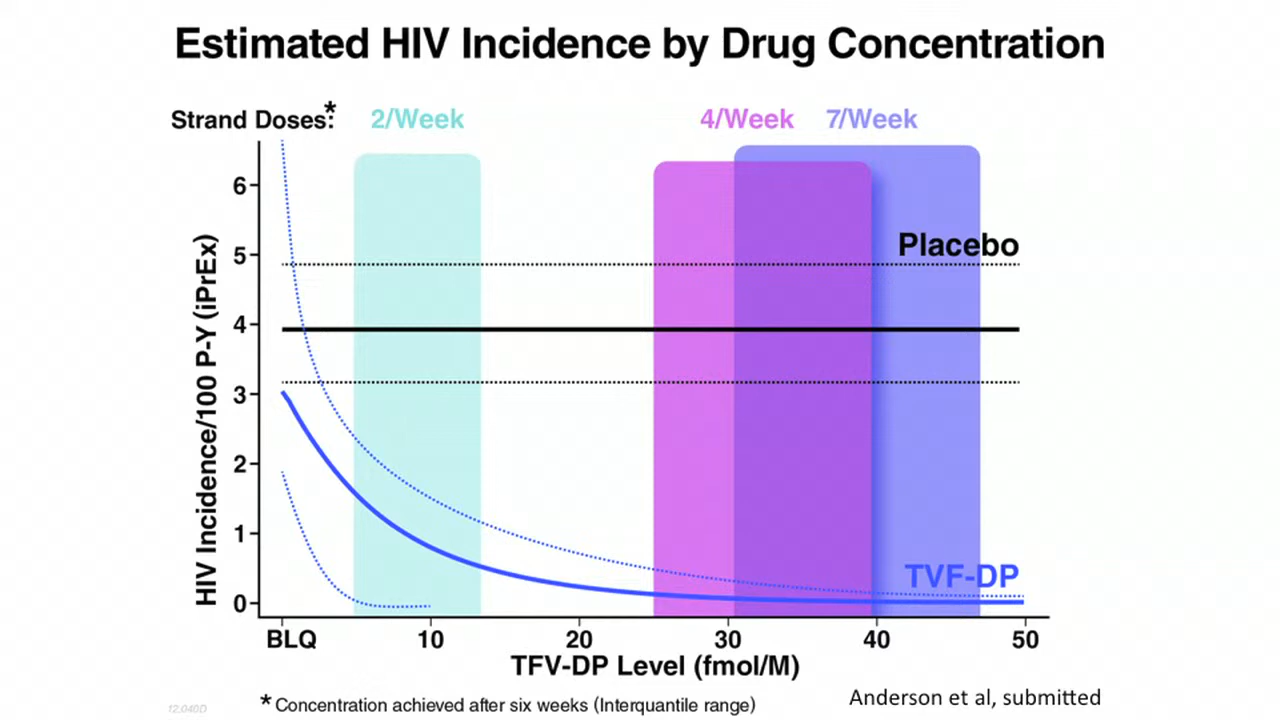 Estimated HIV Incidence by Drug Concentration
Strand Doses:* 2/Week 4/Week 7/Week
HIV Incidence/100 P-Y (iPrEx)
6
5
4
3
2
1
0
Placebo
TVF-DP
BLQ 10 20 30 40 50
TFV-DP Level (fmol/M)
* Concentration achieved after six weeks (Interquantile range)
Anderson et al, submitted
12.040D